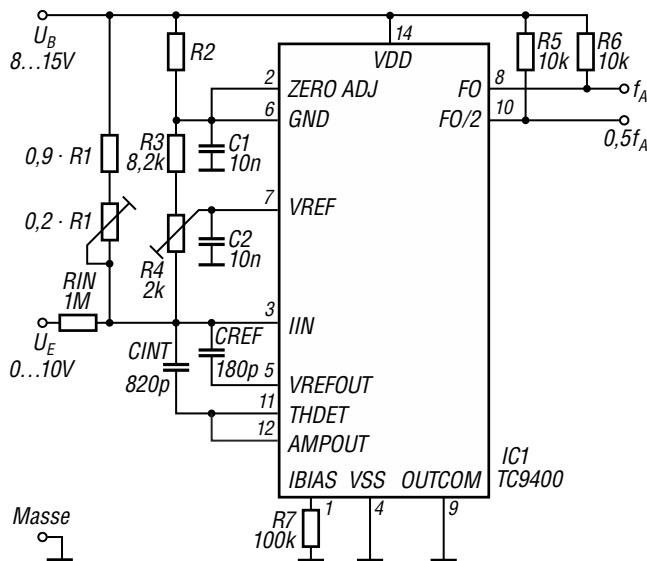 U_B
8...15V
R2
14
VDD
R5
10k
R6
10k
2
ZERO ADJ
FO
8
f_A
6
GND
FO/2
10
0,5f_A
C1
10n
R3
8,2k
0,9 · R1
7
VREF
0,2 · R1
C2
10n
R4
2k
RIN
1M
3
IIN
U_E
0...10V
CINT
820p
CREF
180p
5
VREFOUT
11
THDET
12
AMPOUT
IC1
TC9400
IBIAS
VSS
OUTCOM
1
4
9
R7
100k
Masse